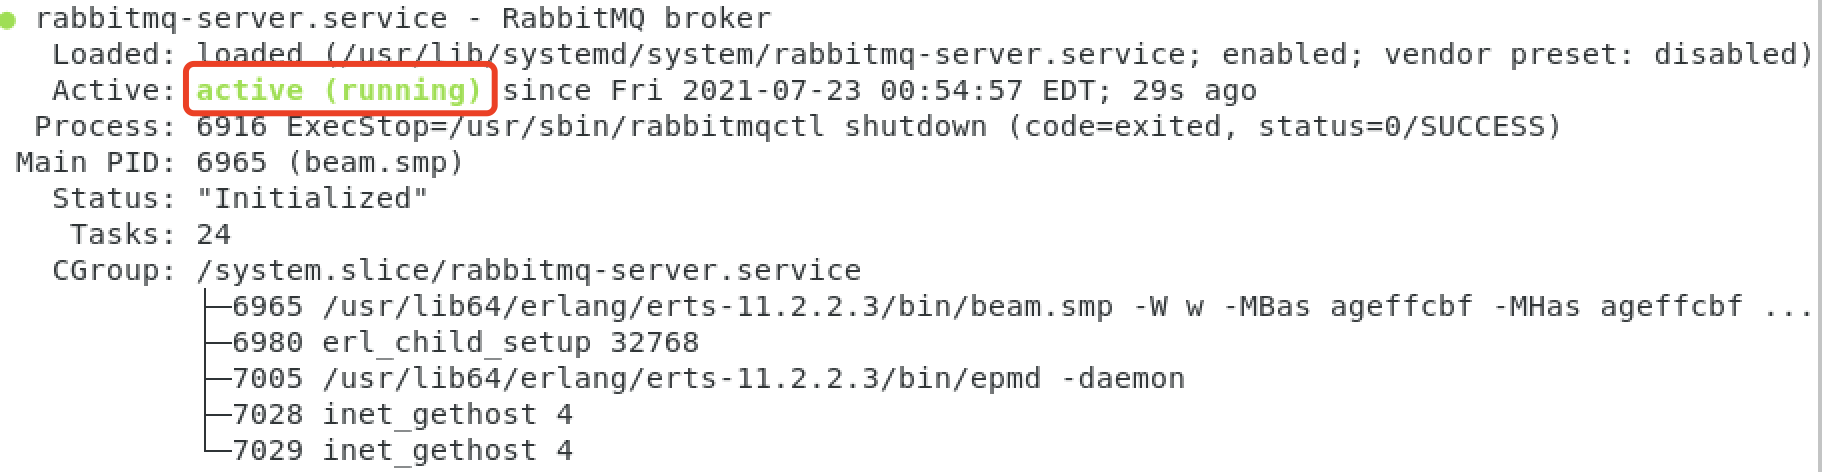 ● rabbitmq-server.service - RabbitMQ broker
Loaded: loaded (/usr/lib/systemd/system/rabbitmq-server.service; enabled; vendor preset: disabled)
Active: active (running) since Fri 2021-07-23 00:54:57 EDT; 29s ago
Process: 6916 ExecStop=/usr/sbin/rabbitmqctl shutdown (code=exited, status=0/SUCCESS)
Main PID: 6965 (beam.smp)
Status: "Initialized"
Tasks: 24
CGroup: /system.slice/rabbitmq-server.service
├─6965 /usr/lib64/erlang/erts-11.2.2.3/bin/beam.smp -W w -MBas ageffcbf -MHas ageffcbf ...
├─6980 erl_child_setup 32768
├─7005 /usr/lib64/erlang/erts-11.2.2.3/bin/epmd -daemon
├─7028 inet_gethost 4
└─7029 inet_gethost 4